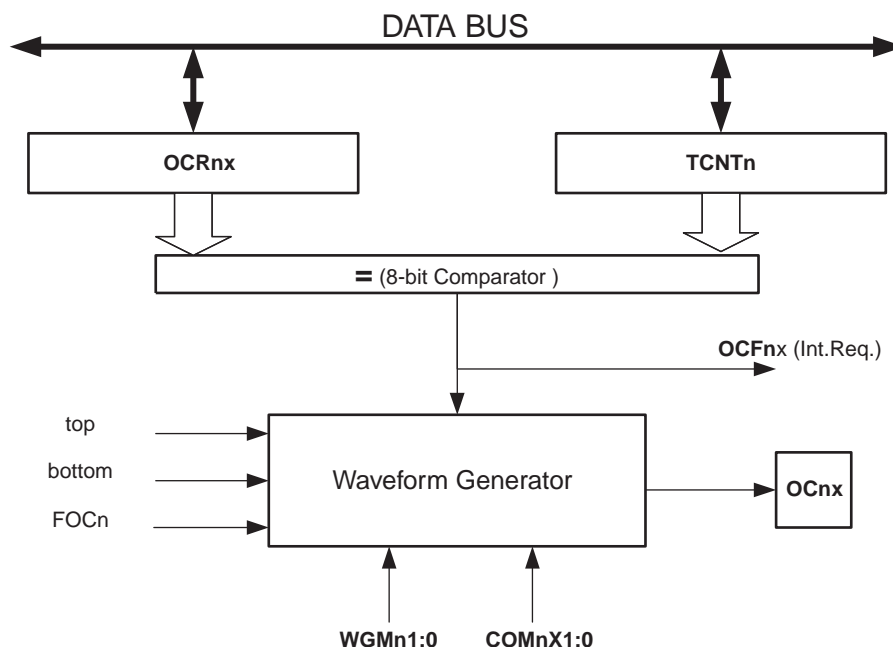 DATA BUS
OCRnx
TCNTn
= (8-bit Comparator )
OCFnx (Int.Req.)
top
bottom
FOCn
Waveform Generator
OCnx
WGMn1:0
COMnX1:0